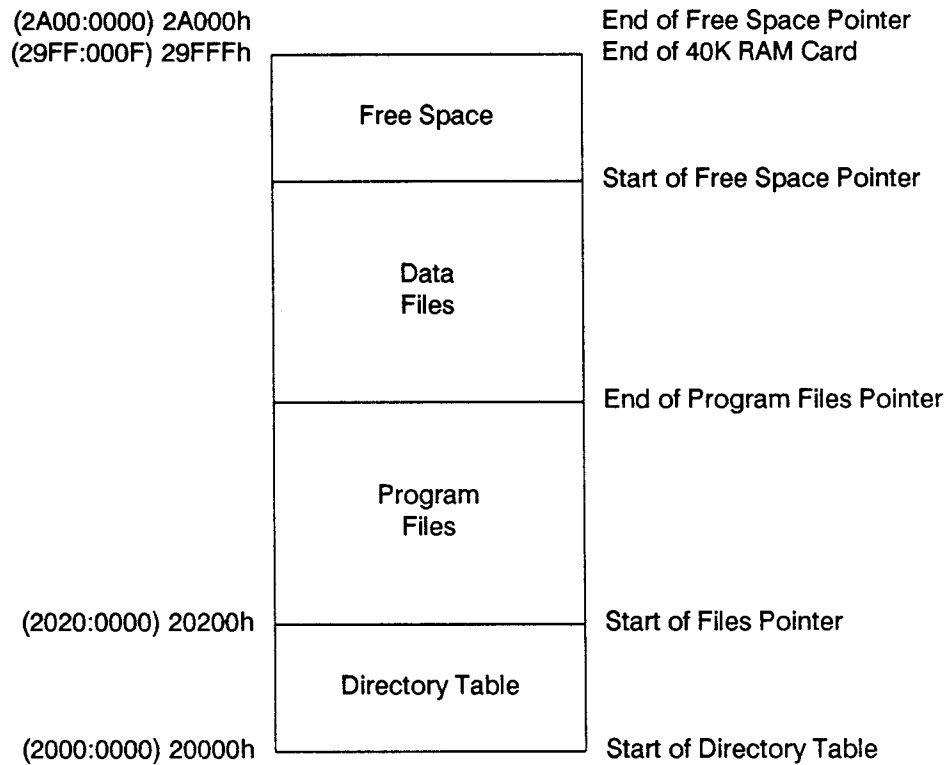 (2A00:0000) 2A000h End of Free Space Pointer
(29FF:000F) 29FFFh End of 40K RAM Card
Free Space
Start of Free Space Pointer
Data
Files
End of Program Files Pointer
Program
Files
(2020:0000) 20200h Start of Files Pointer
Directory Table
(2000:0000) 20000h Start of Directory Table